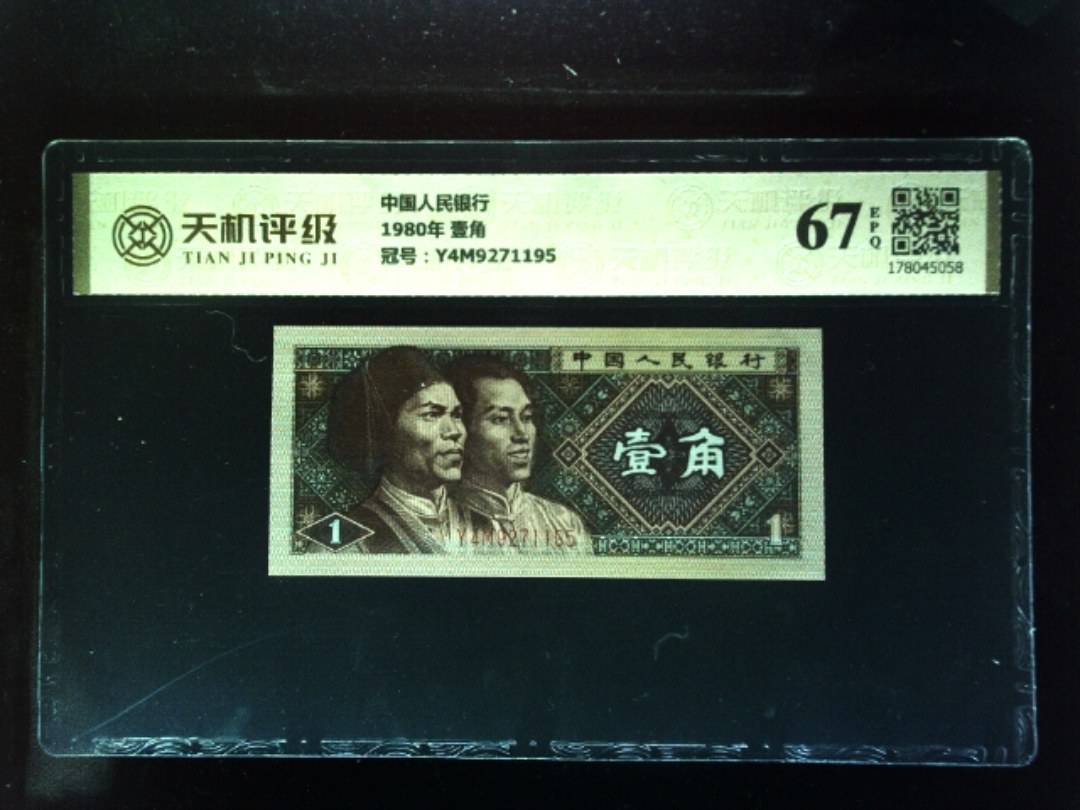 天机评级
TIAN JI PING JI
中国人民银行
1980年 壹角
冠号：Y4M9271195
67
EPQ
178045058
中国人民银行
壹角
1
Y4M9271195
1